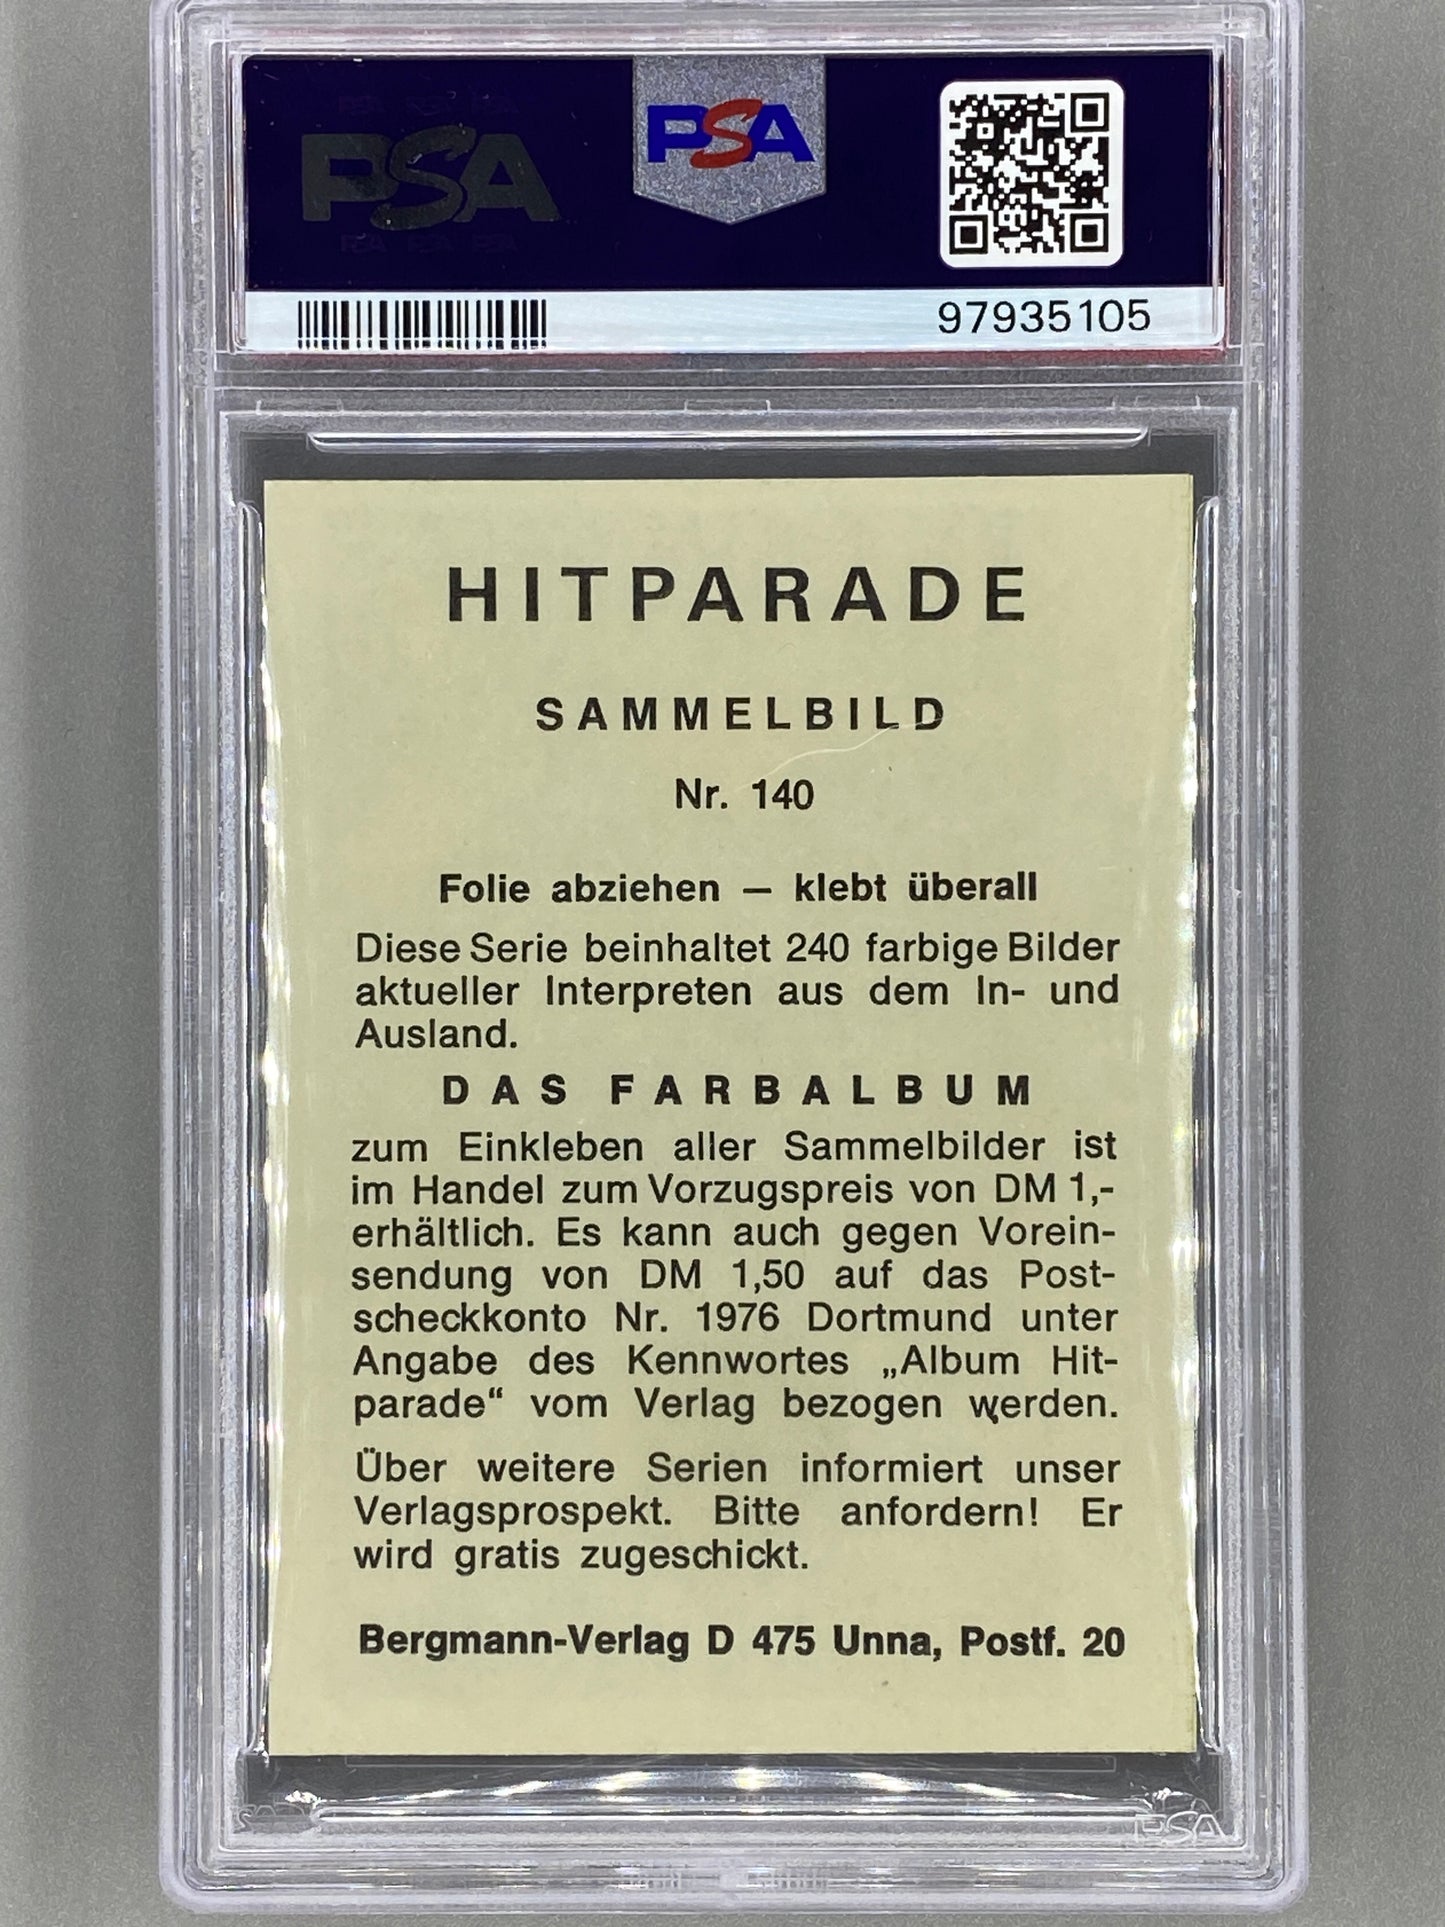 PSA
PSA
97935105
HITPARADE
SAMMELBILD
Nr. 140
Folie abziehen – klebt überall
Diese Serie beinhaltet 240 farbige Bilder
aktueller Interpreten aus dem In- und
Ausland.
DAS FARBALBUM
zum Einkleben aller Sammelbilder ist
im Handel zum Vorzugspreis von DM 1,-
erhältlich. Es kann auch gegen Vorein-
sendung von DM 1,50 auf das Post-
scheckkonto Nr. 1976 Dortmund unter
Angabe des Kennwortes „Album Hit-
parade“ vom Verlag bezogen werden.
Über weitere Serien informiert unser
Verlagsprospekt. Bitte anfordern! Er
wird gratis zugeschickt.
Bergmann-Verlag D 475 Unna, Postf. 20
PSA